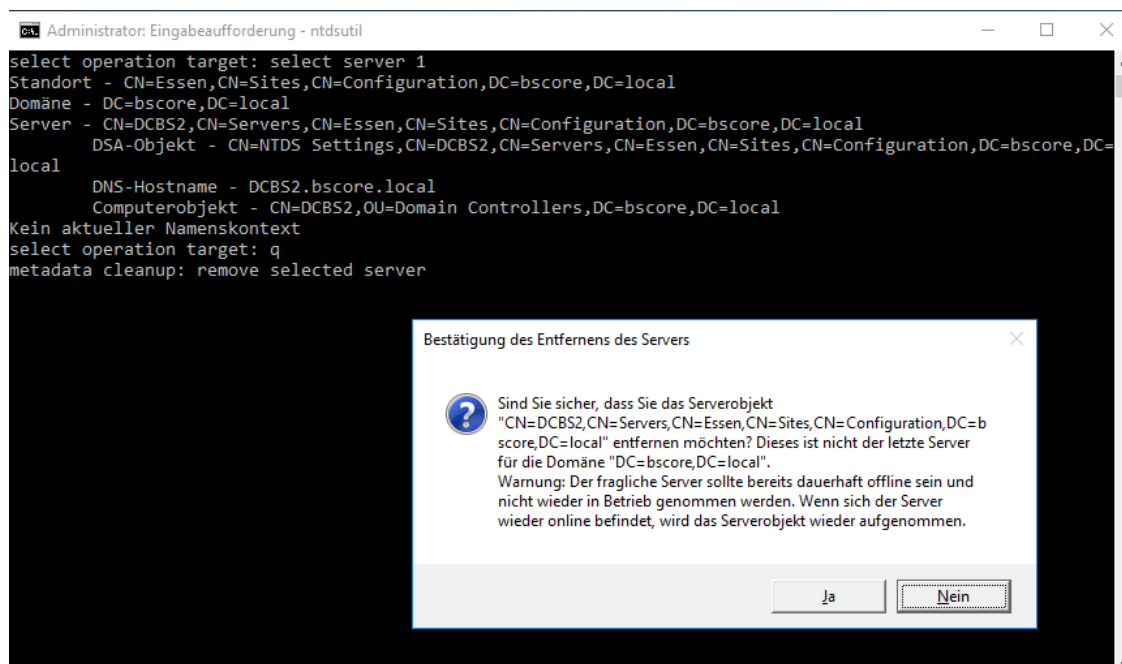 Administrator: Eingabeaufforderung - ntdsutil
select operation target: select server 1
Standort - CN=Essen,CN=Sites,CN=Configuration,DC=bscore,DC=local
Domäne - DC=bscore,DC=local
Server - CN=DCBS2,CN=Servers,CN=Essen,CN=Sites,CN=Configuration,DC=bscore,DC=local
DSA-Objekt - CN=NTDS Settings,CN=DCBS2,CN=Servers,CN=Essen,CN=Sites,CN=Configuration,DC=bscore,DC=
local
DNS-Hostname - DCBS2.bscore.local
Computerobjekt - CN=DCBS2,OU=Domain Controllers,DC=bscore,DC=local
Kein aktueller Namenskontext
select operation target: q
metadata cleanup: remove selected server
Bestätigung des Entfernens des Servers
Sind Sie sicher, dass Sie das Serverobjekt
"CN=DCBS2,CN=Servers,CN=Essen,CN=Sites,CN=Configuration,DC=b
score,DC=local" entfernen möchten? Dieses ist nicht der letzte Server
für die Domäne "DC=bscore,DC=local".
Warnung: Der fragliche Server sollte bereits dauerhaft offline sein und
nicht wieder in Betrieb genommen werden. Wenn sich der Server
wieder online befindet, wird das Serverobjekt wieder aufgenommen.
Ja
Nein